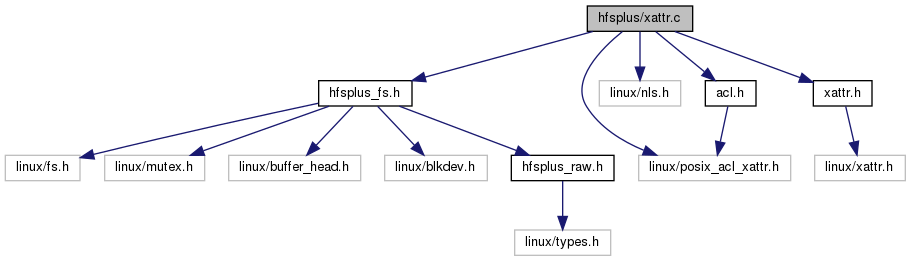 hfsplus/xattr.c
hfsplus_fs.h
linux/nls.h
acl.h
xattr.h
linux/fs.h
linux/mutex.h
linux/buffer_head.h
linux/blkdev.h
hfsplus_raw.h
linux/posix_acl_xattr.h
linux/xattr.h
linux/types.h